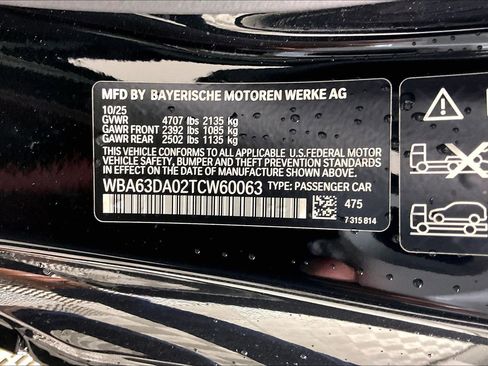 MFD BY BAYERISCHE MOTOREN WERKE AG
10/25
GVWR 4707 lbs 2135 kg
GAWR FRONT 2392 lbs 1085 kg
GAWR REAR 2502 lbs 1135 kg
THIS VEHICLE CONFORMS TO ALL APPLICABLE U.S.FEDERAL MOTOR
VEHICLE SAFETY, BUMPER, AND THEFT PREVENTION STANDARDS
IN EFFECT ON THE DATE OF MANUFACTURE SHOWN ABOVE.
WBA63DA02TCW60063 TYPE: PASSENGER CAR
475
7 315 814